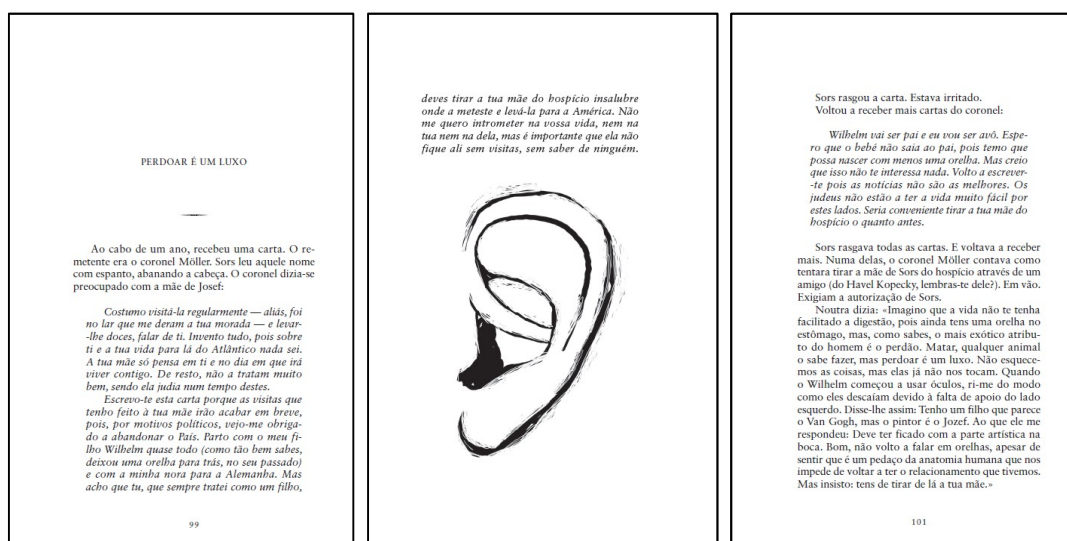 PERDOAR É UM LUXO
Ao cabo de um ano, recebeu uma carta. O re-
metente era o coronel Möller. Sors leu aquele nome
com espanto, abanando a cabeça. O coronel dizia-se
preocupado com a mãe de Josef:
Costumo visitá-la regularmente — aliás, foi
no lar que me deram a tua morada — e levar-
-lhe doces, falar de ti. Invento tudo, pois sobre
ti e a tua vida para lá do Atlântico nada sei.
A tua mãe só pensa em ti e no dia em que irá
viver contigo. De resto, não a tratam muito
bem, sendo ela judia num tempo destes.
Escrevo-te esta carta porque as visitas que
tenho feito à tua mãe irão acabar em breve,
pois, por motivos políticos, vejo-me obriga-
do a abandonar o País. Parto com o meu fi-
lho Wilhelm quase todo (como tão bem sabes,
deixou uma orelha para trás, no seu passado)
e com a minha nora para a Alemanha. Mas
acho que tu, que sempre tratei como um filho,
99
deves tirar a tua mãe do hospício insalubre
onde a meteste e levá-la para a América. Não
me quero intrometer na vossa vida, nem na
tua nem na dela, mas é importante que ela não
fique ali sem visitas, sem saber de ninguém.
Sors rasgou a carta. Estava irritado.
Voltou a receber mais cartas do coronel:
Wilhelm vai ser pai e eu vou ser avô. Espe-
ro que o bebé não saia ao pai, pois temo que
possa nascer com menos uma orelha. Mas creio
que isso não te interessa nada. Volto a escrever-
-te pois as notícias não são as melhores. Os
judeus não estão a ter a vida muito fácil por
estes lados. Seria conveniente tirar a tua mãe do
hospício o quanto antes.
Sors rasgava todas as cartas. E voltava a receber
mais. Numa delas, o coronel Möller contava como
tentara tirar a mãe de Sors do hospício através de um
amigo (do Havel Kopecky, lembras-te dele?). Em vão.
Exigiam a autorização de Sors.
Noutra dizia: «Imagino que a vida não te tenha
facilitado a digestão, pois ainda tens uma orelha no
estômago, mas, como sabes, o mais exótico atribu-
to do homem é o perdão. Matar, qualquer animal
o sabe fazer, mas perdoar é um luxo. Não esquece-
mos as coisas, mas elas já não nos tocam. Quando
o Wilhelm começou a usar óculos, ri-me do modo
como eles descaíam devido à falta de apoio do lado
esquerdo. Disse-lhe assim: Tenho um filho que parece
o Van Gogh, mas o pintor é o Jozef. Ao que ele me
respondeu: Deve ter ficado com a parte artística na
boca. Bom, não volto a falar em orelhas, apesar de
sentir que é um pedaço da anatomia humana que nos
impede de voltar a ter o relacionamento que tivemos.
Mas insisto: tens de tirar de lá a tua mãe.»
101